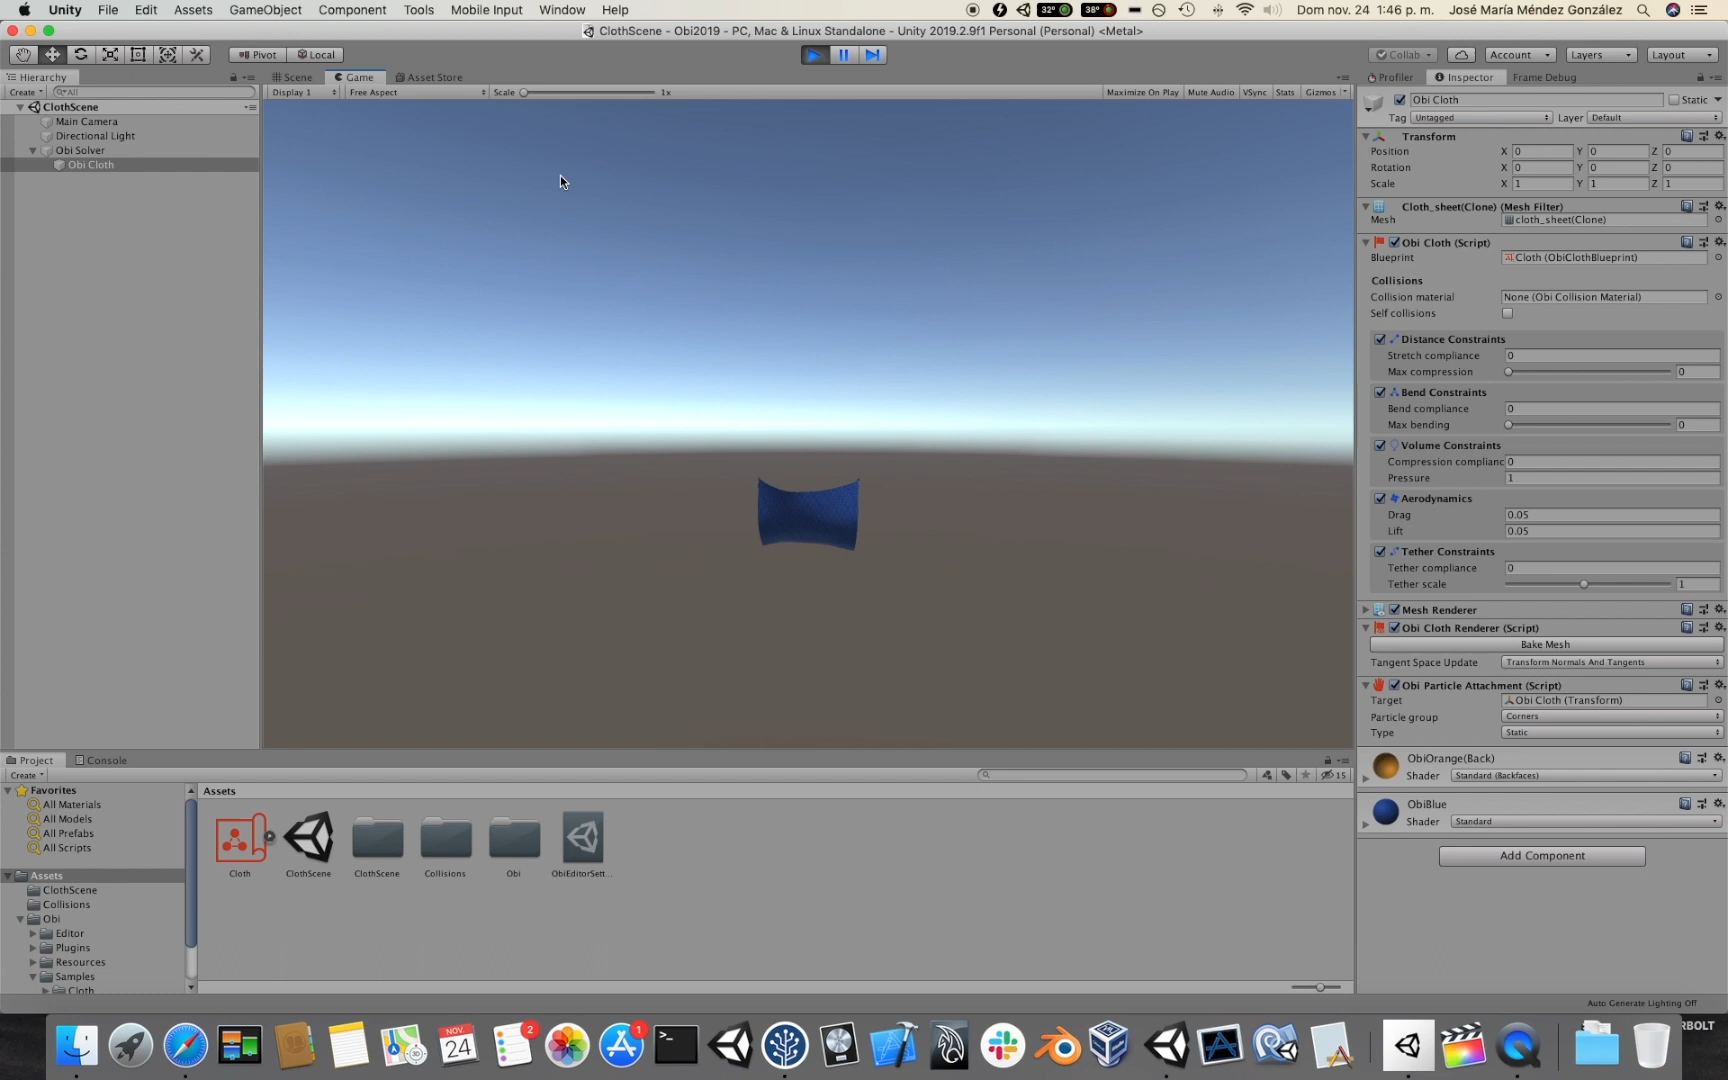 Unity File Edit Assets GameObject Component Tools Mobile Input Window Help 32° 38° Dom nov. 24 1:46 p. m. José María Méndez González
ClothScene - Obi2019 - PC, Mac & Linux Standalone - Unity 2019.2.9f1 Personal (Personal) <Metal>
Pivot Local Collab Account Layers Layout
Hierarchy Scene Game Asset Store Profiler Inspector Frame Debug
Create All Display 1 Free Aspect Scale 1x Maximize On Play Mute Audio VSync Stats Gizmos
ClothScene
Main Camera
Directional Light
Obi Solver
Obi Cloth
Obi Cloth Static
Tag Untagged Layer Default
Transform
Position X 0 Y 0 Z 0
Rotation X 0 Y 0 Z 0
Scale X 1 Y 1 Z 1
Cloth_sheet(Clone) (Mesh Filter)
Mesh cloth_sheet(Clone)
Obi Cloth (Script)
Blueprint Cloth (ObiClothBlueprint)
Collisions
Collision material None (Obi Collision Material)
Self collisions
Distance Constraints
Stretch compliance 0
Max compression 0
Bend Constraints
Bend compliance 0
Max bending 0
Volume Constraints
Compression complianc 0
Pressure 1
Aerodynamics
Drag 0.05
Lift 0.05
Tether Constraints
Tether compliance 0
Tether scale 1
Mesh Renderer
Obi Cloth Renderer (Script)
Bake Mesh
Tangent Space Update Transform Normals And Tangents
Obi Particle Attachment (Script)
Target Obi Cloth (Transform)
Particle group Corners
Type Static
ObiOrange(Back)
Shader Standard (Backfaces)
ObiBlue
Shader Standard
Add Component
Project Console
Create 15
Favorites
All Materials
All Models
All Prefabs
All Scripts
Assets
ClothScene
Collisions
Obi
Editor
Plugins
Resources
Samples
Cloth
Assets
Cloth ClothScene ClothScene Collisions Obi ObiEditorSett...
Auto Generate Lighting Off
RBOLT
NOV.
24
2
1